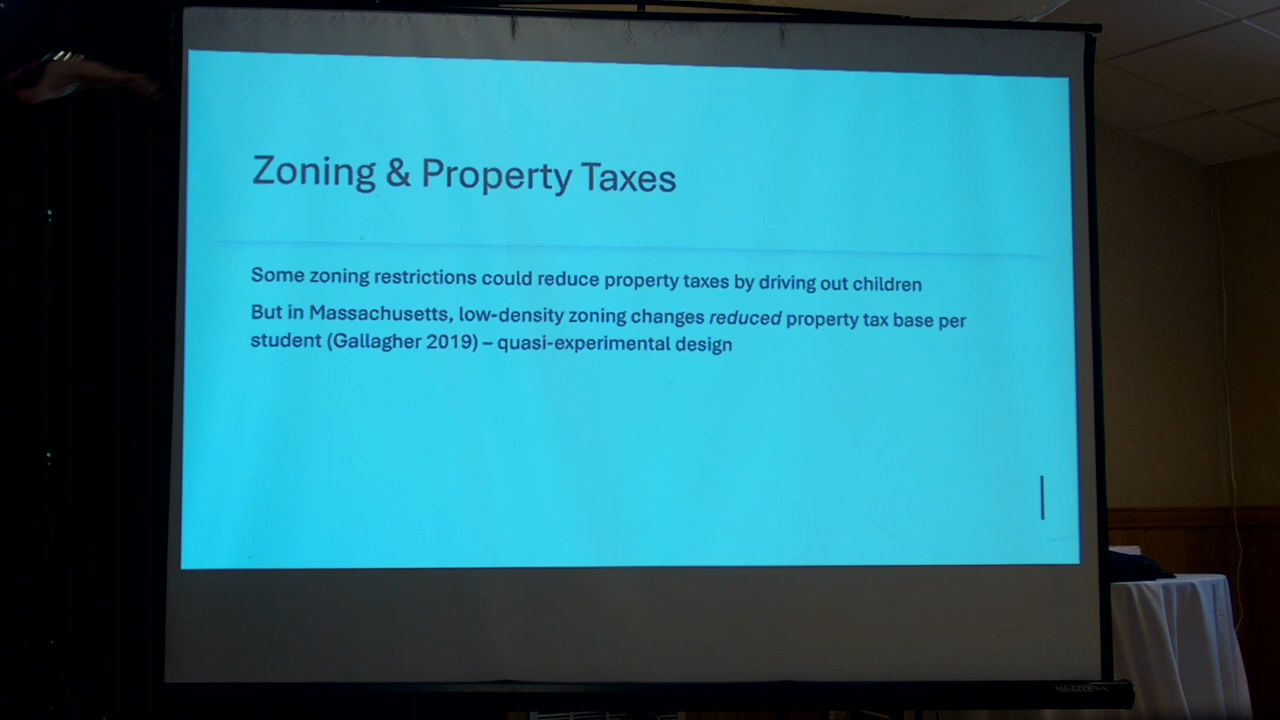 Zoning & Property Taxes
Some zoning restrictions could reduce property taxes by driving out children
But in Massachusetts, low-density zoning changes reduced property tax base per
student (Gallagher 2019) – quasi-experimental design